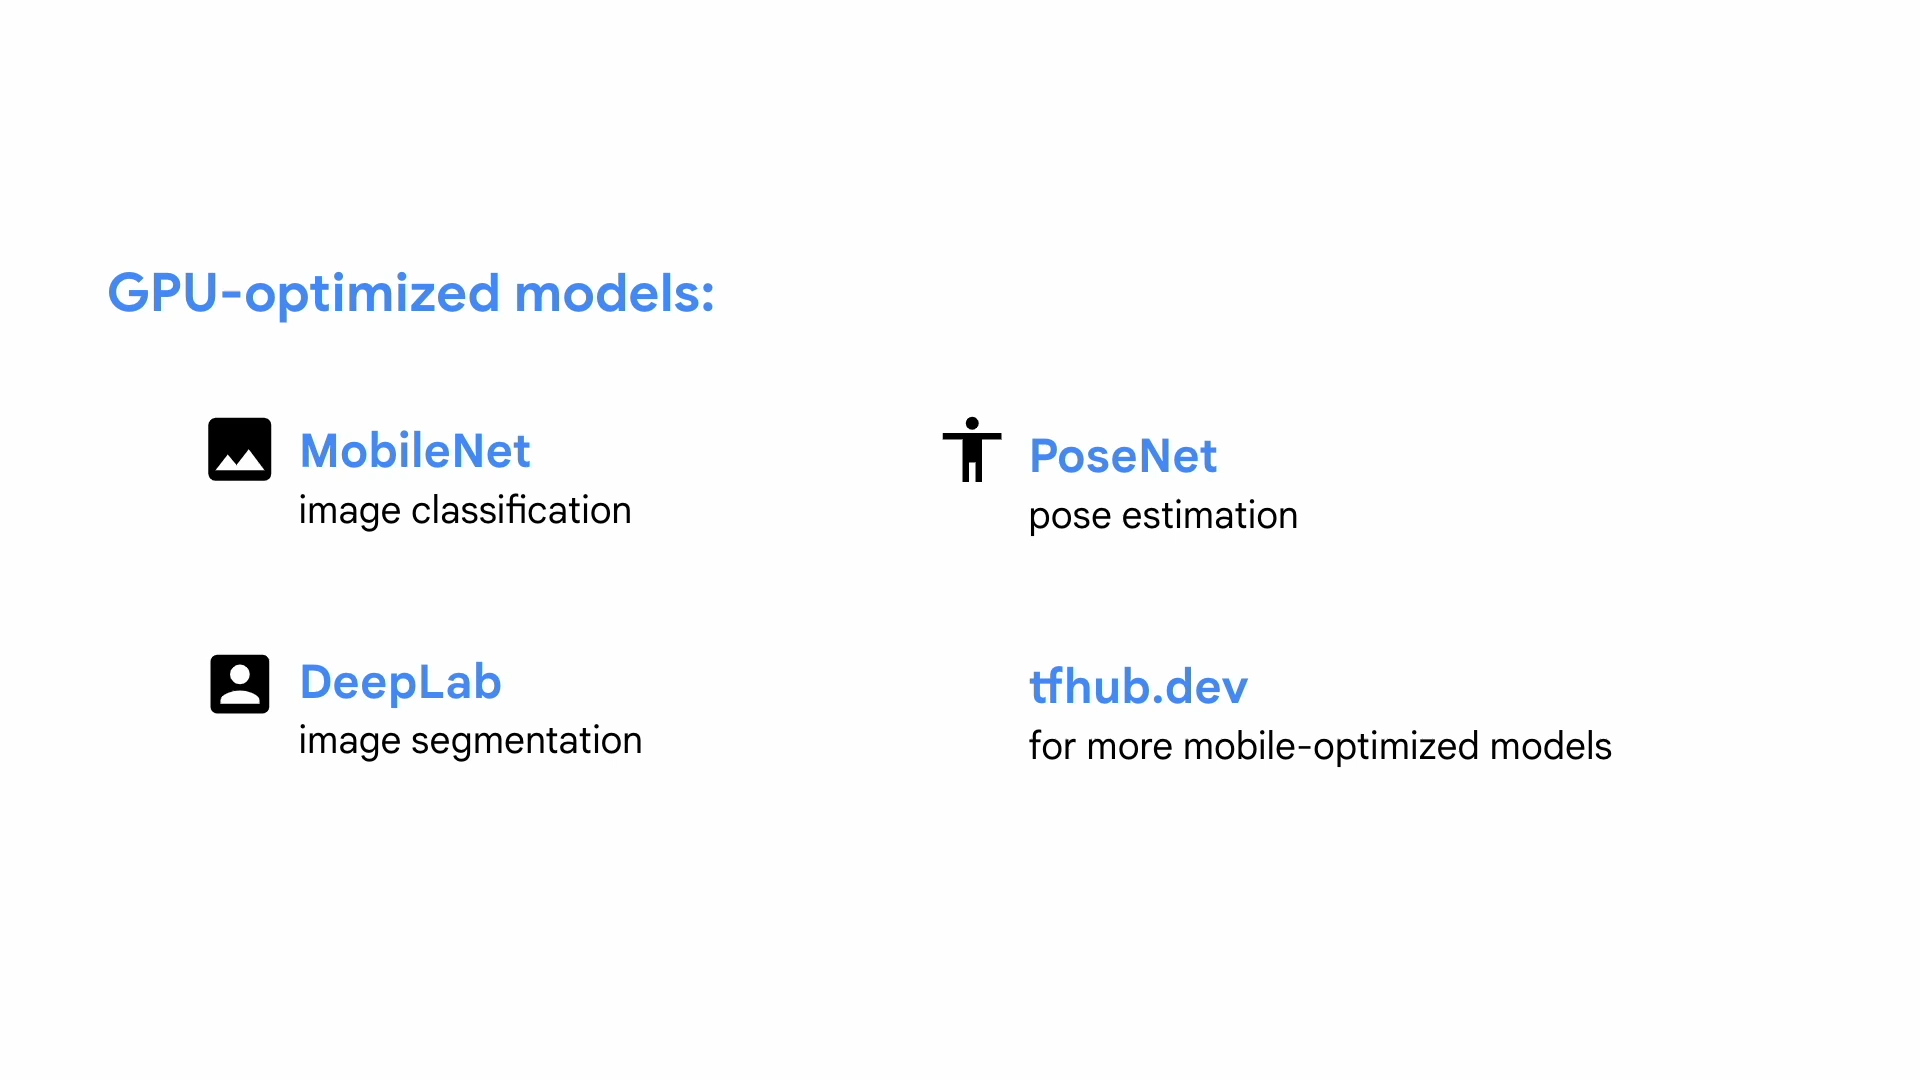 GPU-optimized models:
MobileNet
image classification
PoseNet
pose estimation
DeepLab
image segmentation
tfhub.dev
for more mobile-optimized models